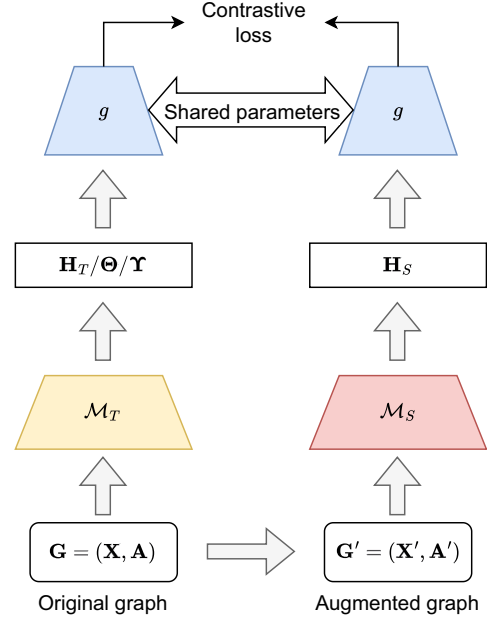 Contrastive
loss
g
Shared parameters
g
𝐇_T/𝚯/𝚼
𝐇_S
ℳ_T
ℳ_S
𝐆 = (𝐗, 𝐀)
𝐆′ = (𝐗′, 𝐀′)
Original graph
Augmented graph